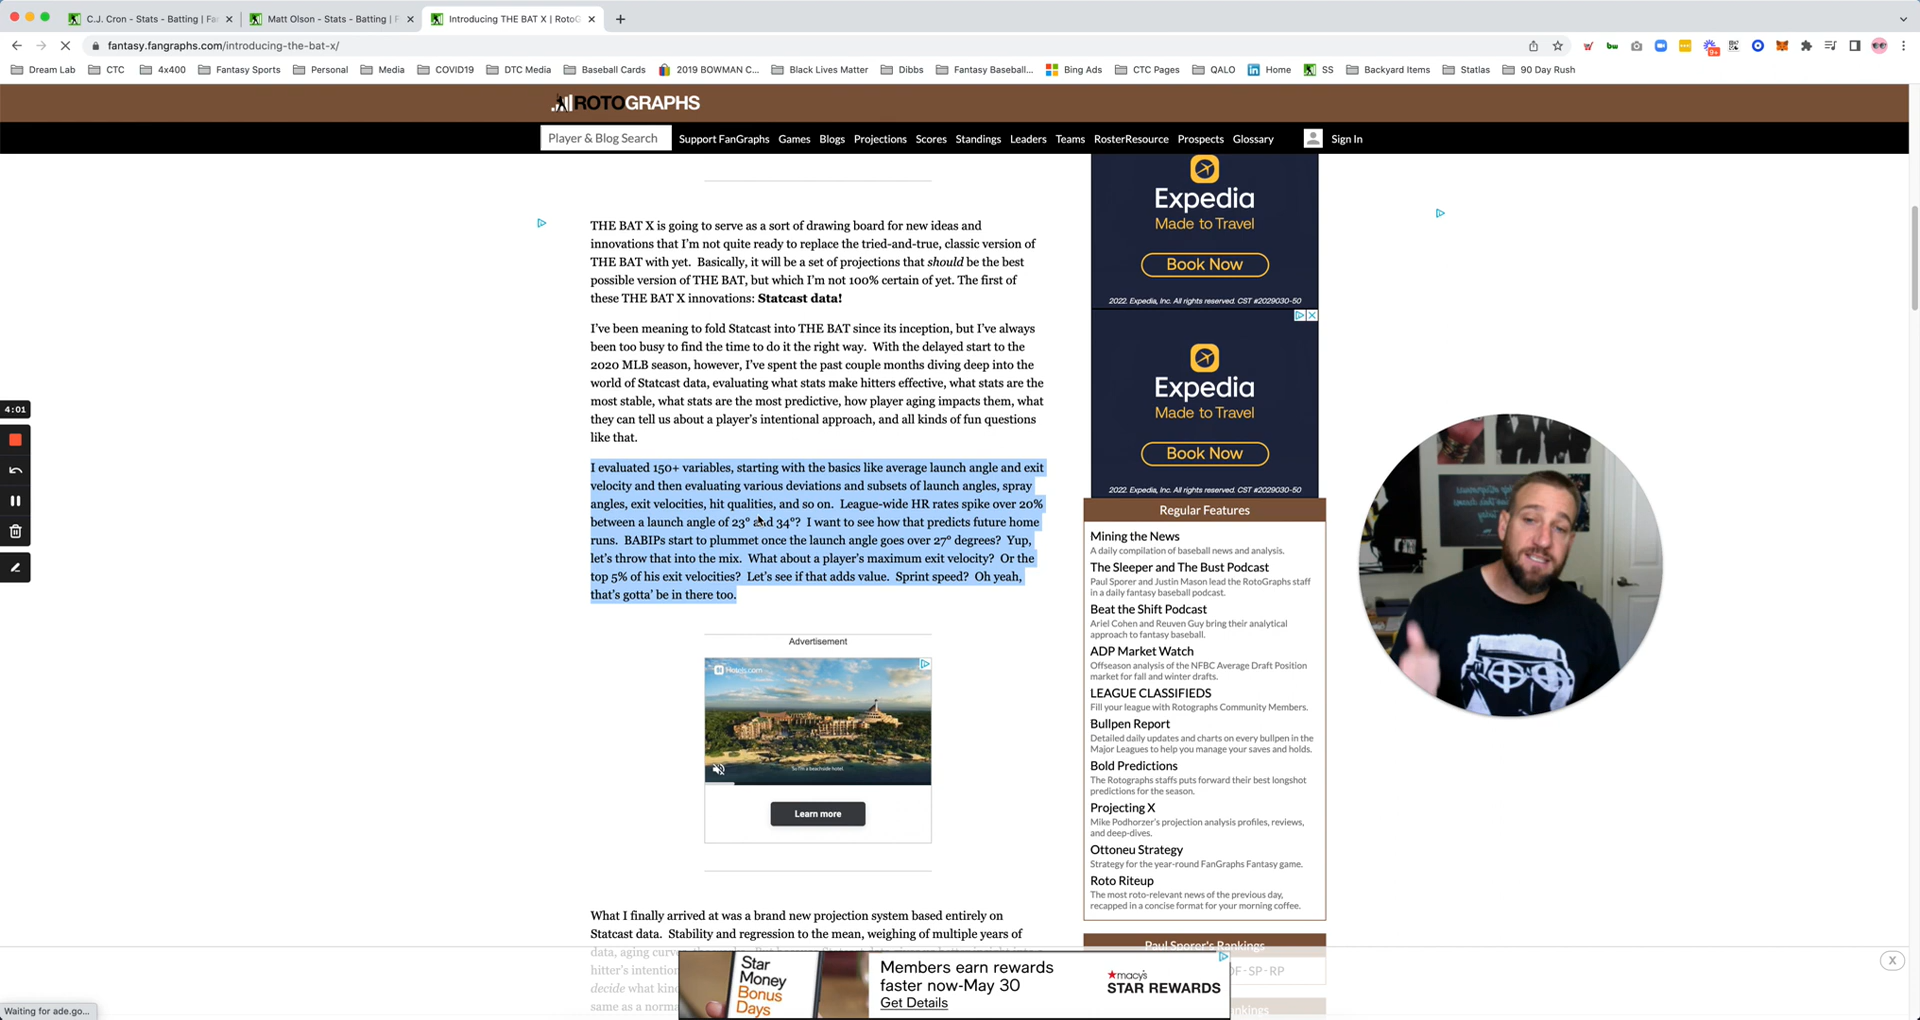 C.J. Cron - Stats - Batting | Fa
Matt Olson - Stats - Batting | F
Introducing THE BAT X | RotoG
fantasy.fangraphs.com/introducing-the-bat-x/
9+
Dream Lab
CTC
4x400
Fantasy Sports
Personal
Media
COVID19
DTC Media
Baseball Cards
2019 BOWMAN C...
Black Lives Matter
Dibbs
Fantasy Baseball...
Bing Ads
CTC Pages
QALO
Home
SS
Backyard Items
Statlas
90 Day Rush
ROTOGRAPHS
Player & Blog Search
Support FanGraphs
Games
Blogs
Projections
Scores
Standings
Leaders
Teams
RosterResource
Prospects
Glossary
Sign In
THE BAT X is going to serve as a sort of drawing board for new ideas and
innovations that I'm not quite ready to replace the tried-and-true, classic version of
THE BAT with yet. Basically, it will be a set of projections that should be the best
possible version of THE BAT, but which I'm not 100% certain of yet. The first of
these THE BAT X innovations: Statcast data!
I've been meaning to fold Statcast into THE BAT since its inception, but I've always
been too busy to find the time to do it the right way. With the delayed start to the
2020 MLB season, however, I've spent the past couple months diving deep into the
world of Statcast data, evaluating what stats make hitters effective, what stats are the
most stable, what stats are the most predictive, how player aging impacts them, what
they can tell us about a player's intentional approach, and all kinds of fun questions
like that.
I evaluated 150+ variables, starting with the basics like average launch angle and exit
velocity and then evaluating various deviations and subsets of launch angles, spray
angles, exit velocities, hit qualities, and so on. League-wide HR rates spike over 20%
between a launch angle of 23° and 34°? I want to see how that predicts future home
runs. BABIPs start to plummet once the launch angle goes over 27° degrees? Yup,
let's throw that into the mix. What about a player's maximum exit velocity? Or the
top 5% of his exit velocities? Let's see if that adds value. Sprint speed? Oh yeah,
that's gotta' be in there too.
Advertisement
Hotels.com
So I'm a beachside hotel.
Learn more
What I finally arrived at was a brand new projection system based entirely on
Statcast data. Stability and regression to the mean, weighing of multiple years of
data, aging curv
hitter's intention
decide what kin
same as a norma
Expedia
Made to Travel
Book Now
2022. Expedia, Inc. All rights reserved. CST #2029030-50
Expedia
Made to Travel
Book Now
2022. Expedia, Inc. All rights reserved. CST #2029030-50
Regular Features
Mining the News
A daily compilation of baseball news and analysis.
The Sleeper and The Bust Podcast
Paul Sporer and Justin Mason lead the RotoGraphs staff
in a daily fantasy baseball podcast.
Beat the Shift Podcast
Ariel Cohen and Reuven Guy bring their analytical
approach to fantasy baseball.
ADP Market Watch
Offseason analysis of the NFBC Average Draft Position
market for fall and winter drafts.
LEAGUE CLASSIFIEDS
Fill your league with Rotographs Community Members.
Bullpen Report
Detailed daily updates and charts on every bullpen in the
Major Leagues to help you manage your saves and holds.
Bold Predictions
The Rotographs staffs puts forward their best longshot
predictions for the season.
Projecting X
Mike Podhorzer's projection analysis profiles, reviews,
and deep-dives.
Ottoneu Strategy
Strategy for the year-round FanGraphs Fantasy game.
Roto Riteup
The most roto-relevant news of the previous day,
recapped in a concise format for your morning coffee.
Paul Sporer's Rankings
OF - SP - RP
nkings
4:01
Star
Money
Bonus
Days
Members earn rewards
faster now-May 30
Get Details
macy's
STAR REWARDS
X
Waiting for ade.go...